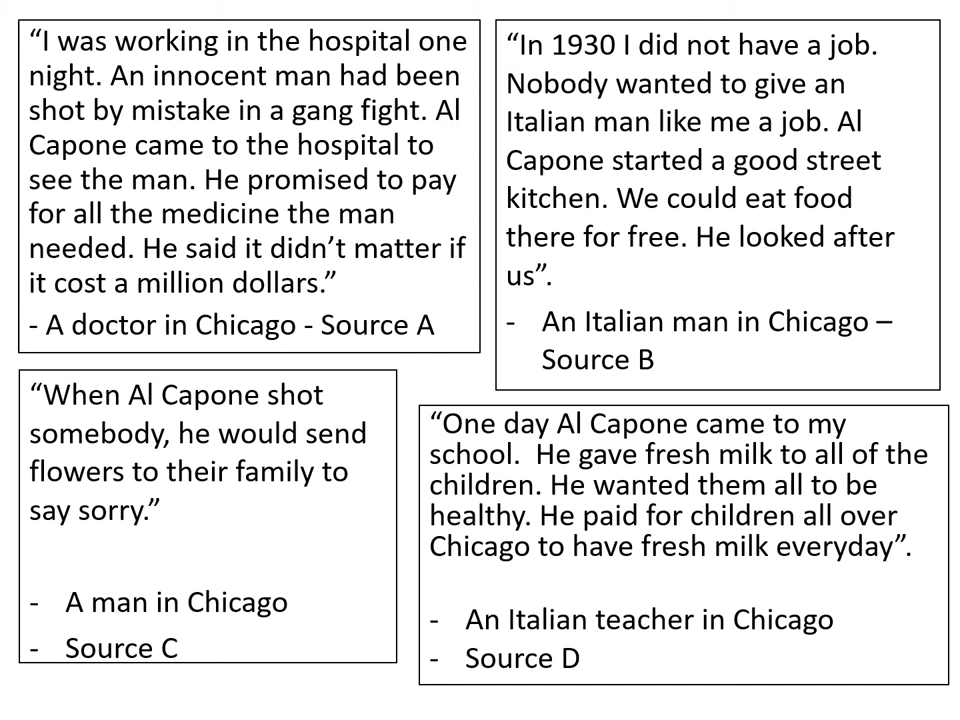 “I was working in the hospital one
night. An innocent man had been
shot by mistake in a gang fight. Al
Capone came to the hospital to
see the man. He promised to pay
for all the medicine the man
needed. He said it didn’t matter if
it cost a million dollars.”
- A doctor in Chicago - Source A
“In 1930 I did not have a job.
Nobody wanted to give an
Italian man like me a job. Al
Capone started a good street
kitchen. We could eat food
there for free. He looked after
us”.
- An Italian man in Chicago –
Source B
“When Al Capone shot
somebody, he would send
flowers to their family to
say sorry.”
- A man in Chicago
- Source C
“One day Al Capone came to my
school.  He gave fresh milk to all of the
children. He wanted them all to be
healthy. He paid for children all over
Chicago to have fresh milk everyday”.
- An Italian teacher in Chicago
- Source D